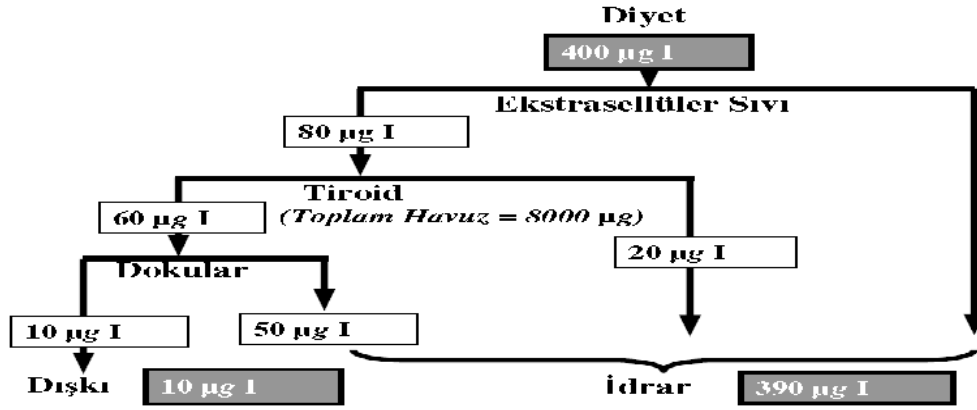 Diyet
400 µg I
Ekstrasellüler Sıvı
80 µg I
Tiroid
(Toplam Havuz = 8000 µg)
60 µg I
20 µg I
Dokular
10 µg I
50 µg I
Dışkı
10 µg I
İdrar
390 µg I